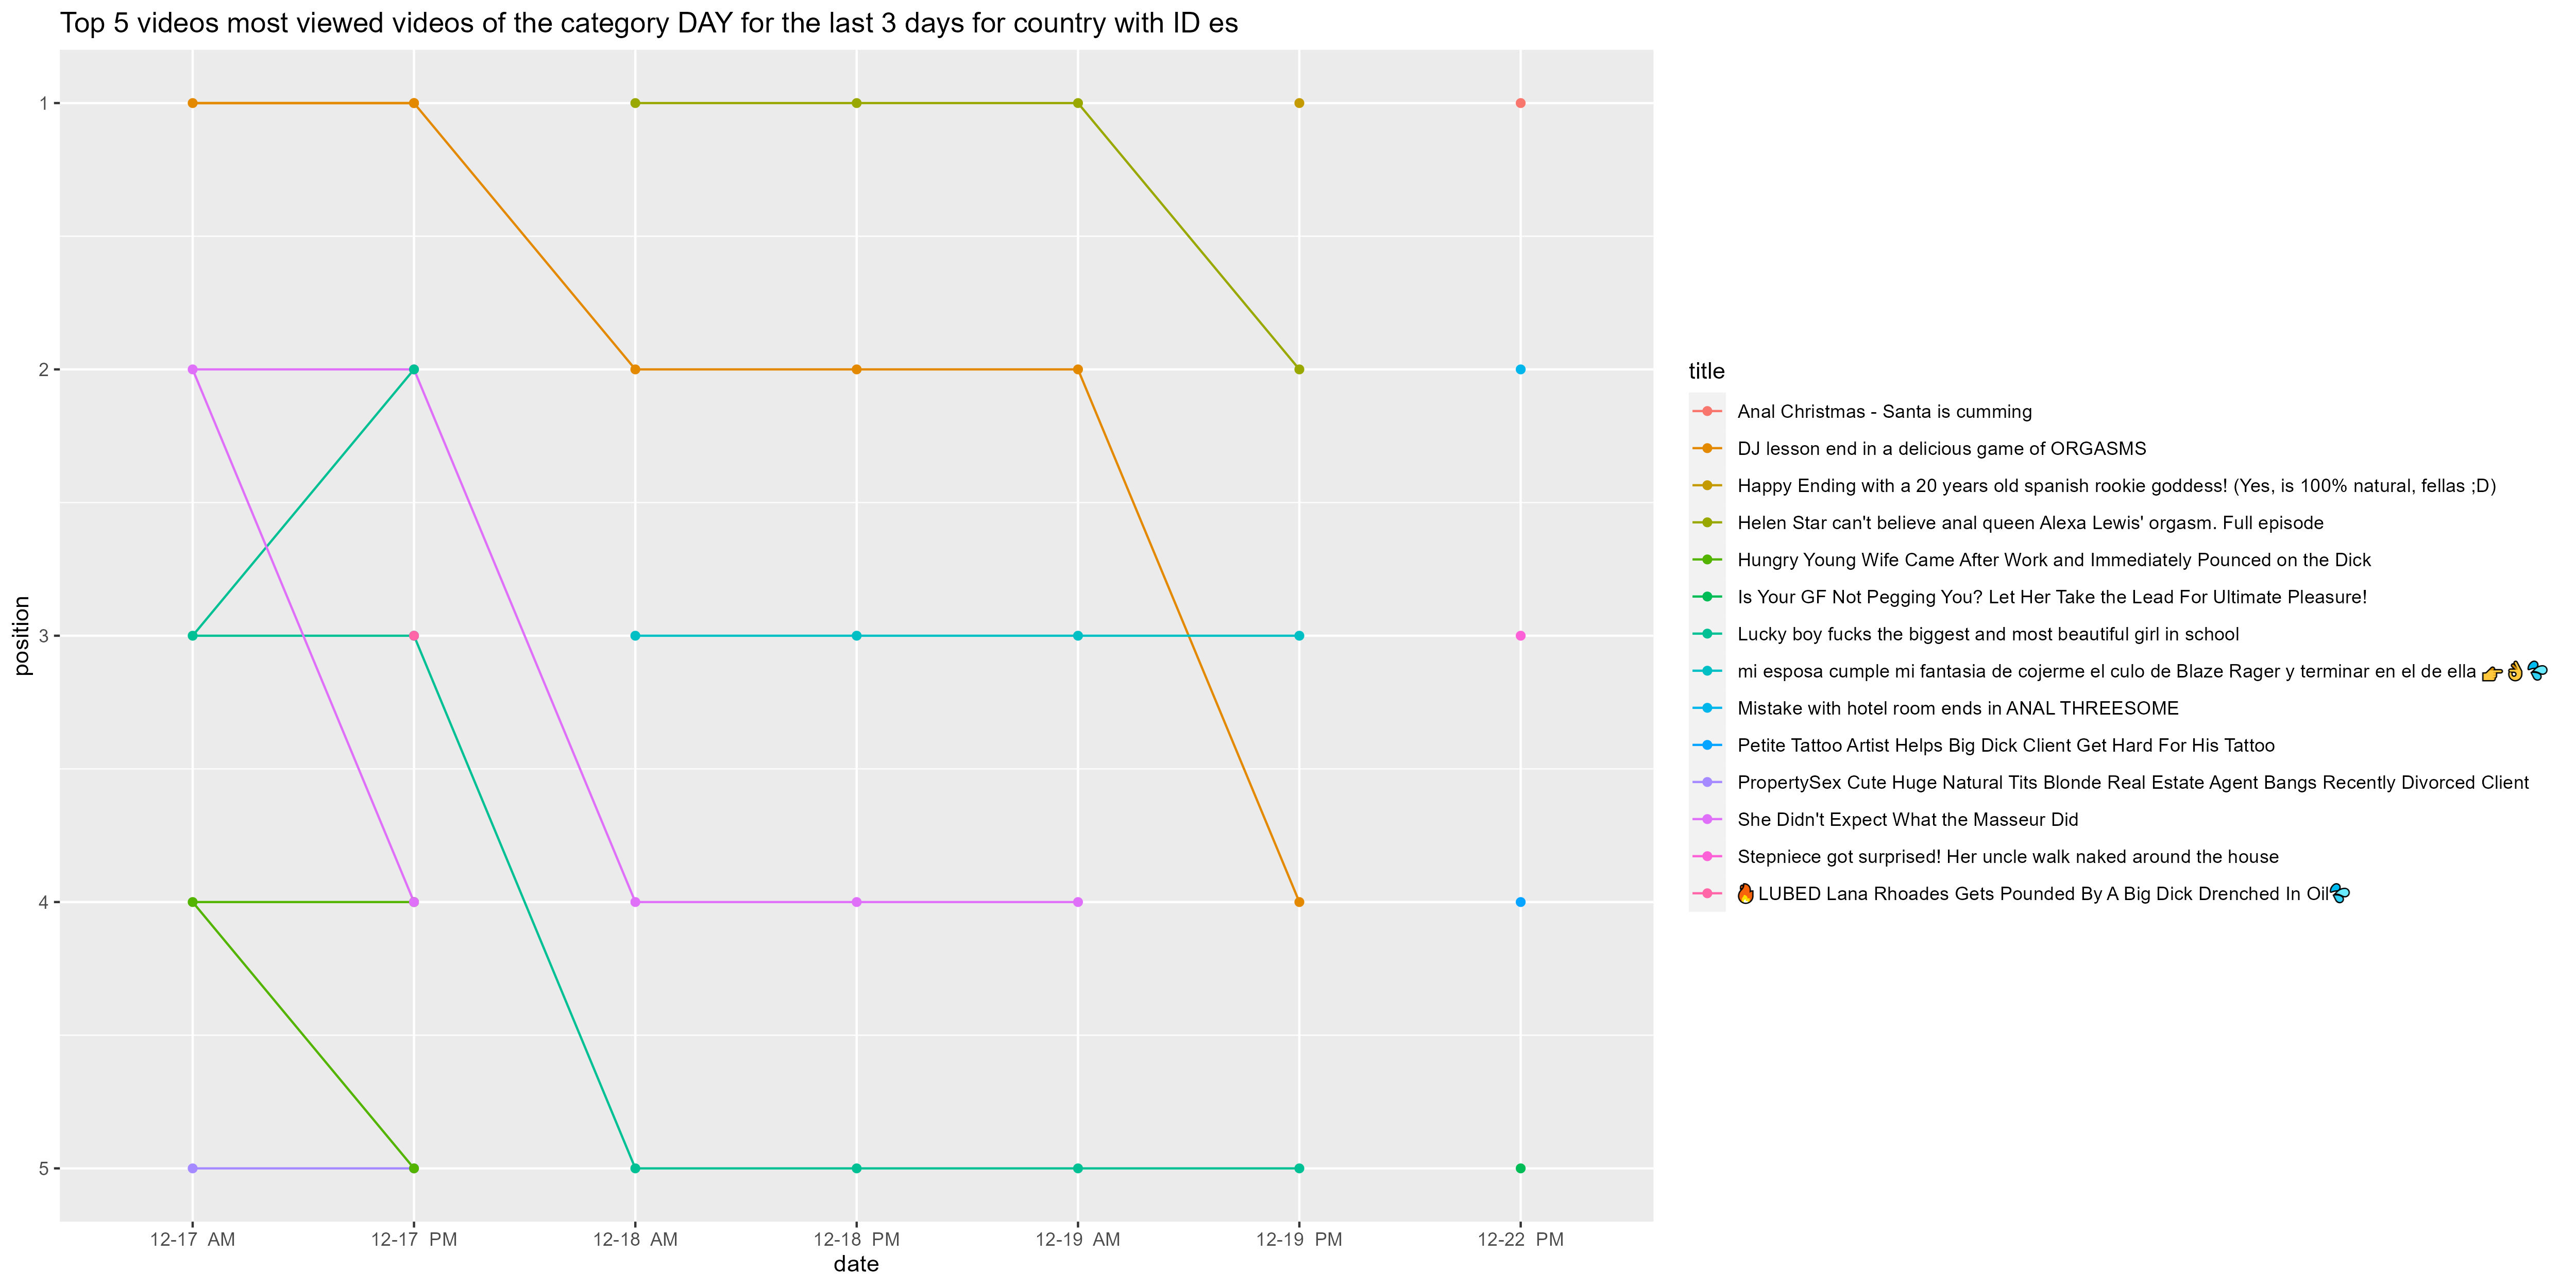 Top 5 videos most viewed videos of the category DAY for the last 3 days for country with ID es
1
2
3
4
5
position
12-17 AM
12-17 PM
12-18 AM
12-18 PM
12-19 AM
12-19 PM
12-22 PM
date
title
Anal Christmas - Santa is cumming
DJ lesson end in a delicious game of ORGASMS
Happy Ending with a 20 years old spanish rookie goddess! (Yes, is 100% natural, fellas ;D)
Helen Star can't believe anal queen Alexa Lewis' orgasm. Full episode
Hungry Young Wife Came After Work and Immediately Pounced on the Dick
Is Your GF Not Pegging You? Let Her Take the Lead For Ultimate Pleasure!
Lucky boy fucks the biggest and most beautiful girl in school
mi esposa cumple mi fantasia de cojerme el culo de Blaze Rager y terminar en el de ella 👉👌💦
Mistake with hotel room ends in ANAL THREESOME
Petite Tattoo Artist Helps Big Dick Client Get Hard For His Tattoo
PropertySex Cute Huge Natural Tits Blonde Real Estate Agent Bangs Recently Divorced Client
She Didn't Expect What the Masseur Did
Stepniece got surprised! Her uncle walk naked around the house
🔥LUBED Lana Rhoades Gets Pounded By A Big Dick Drenched In Oil💦